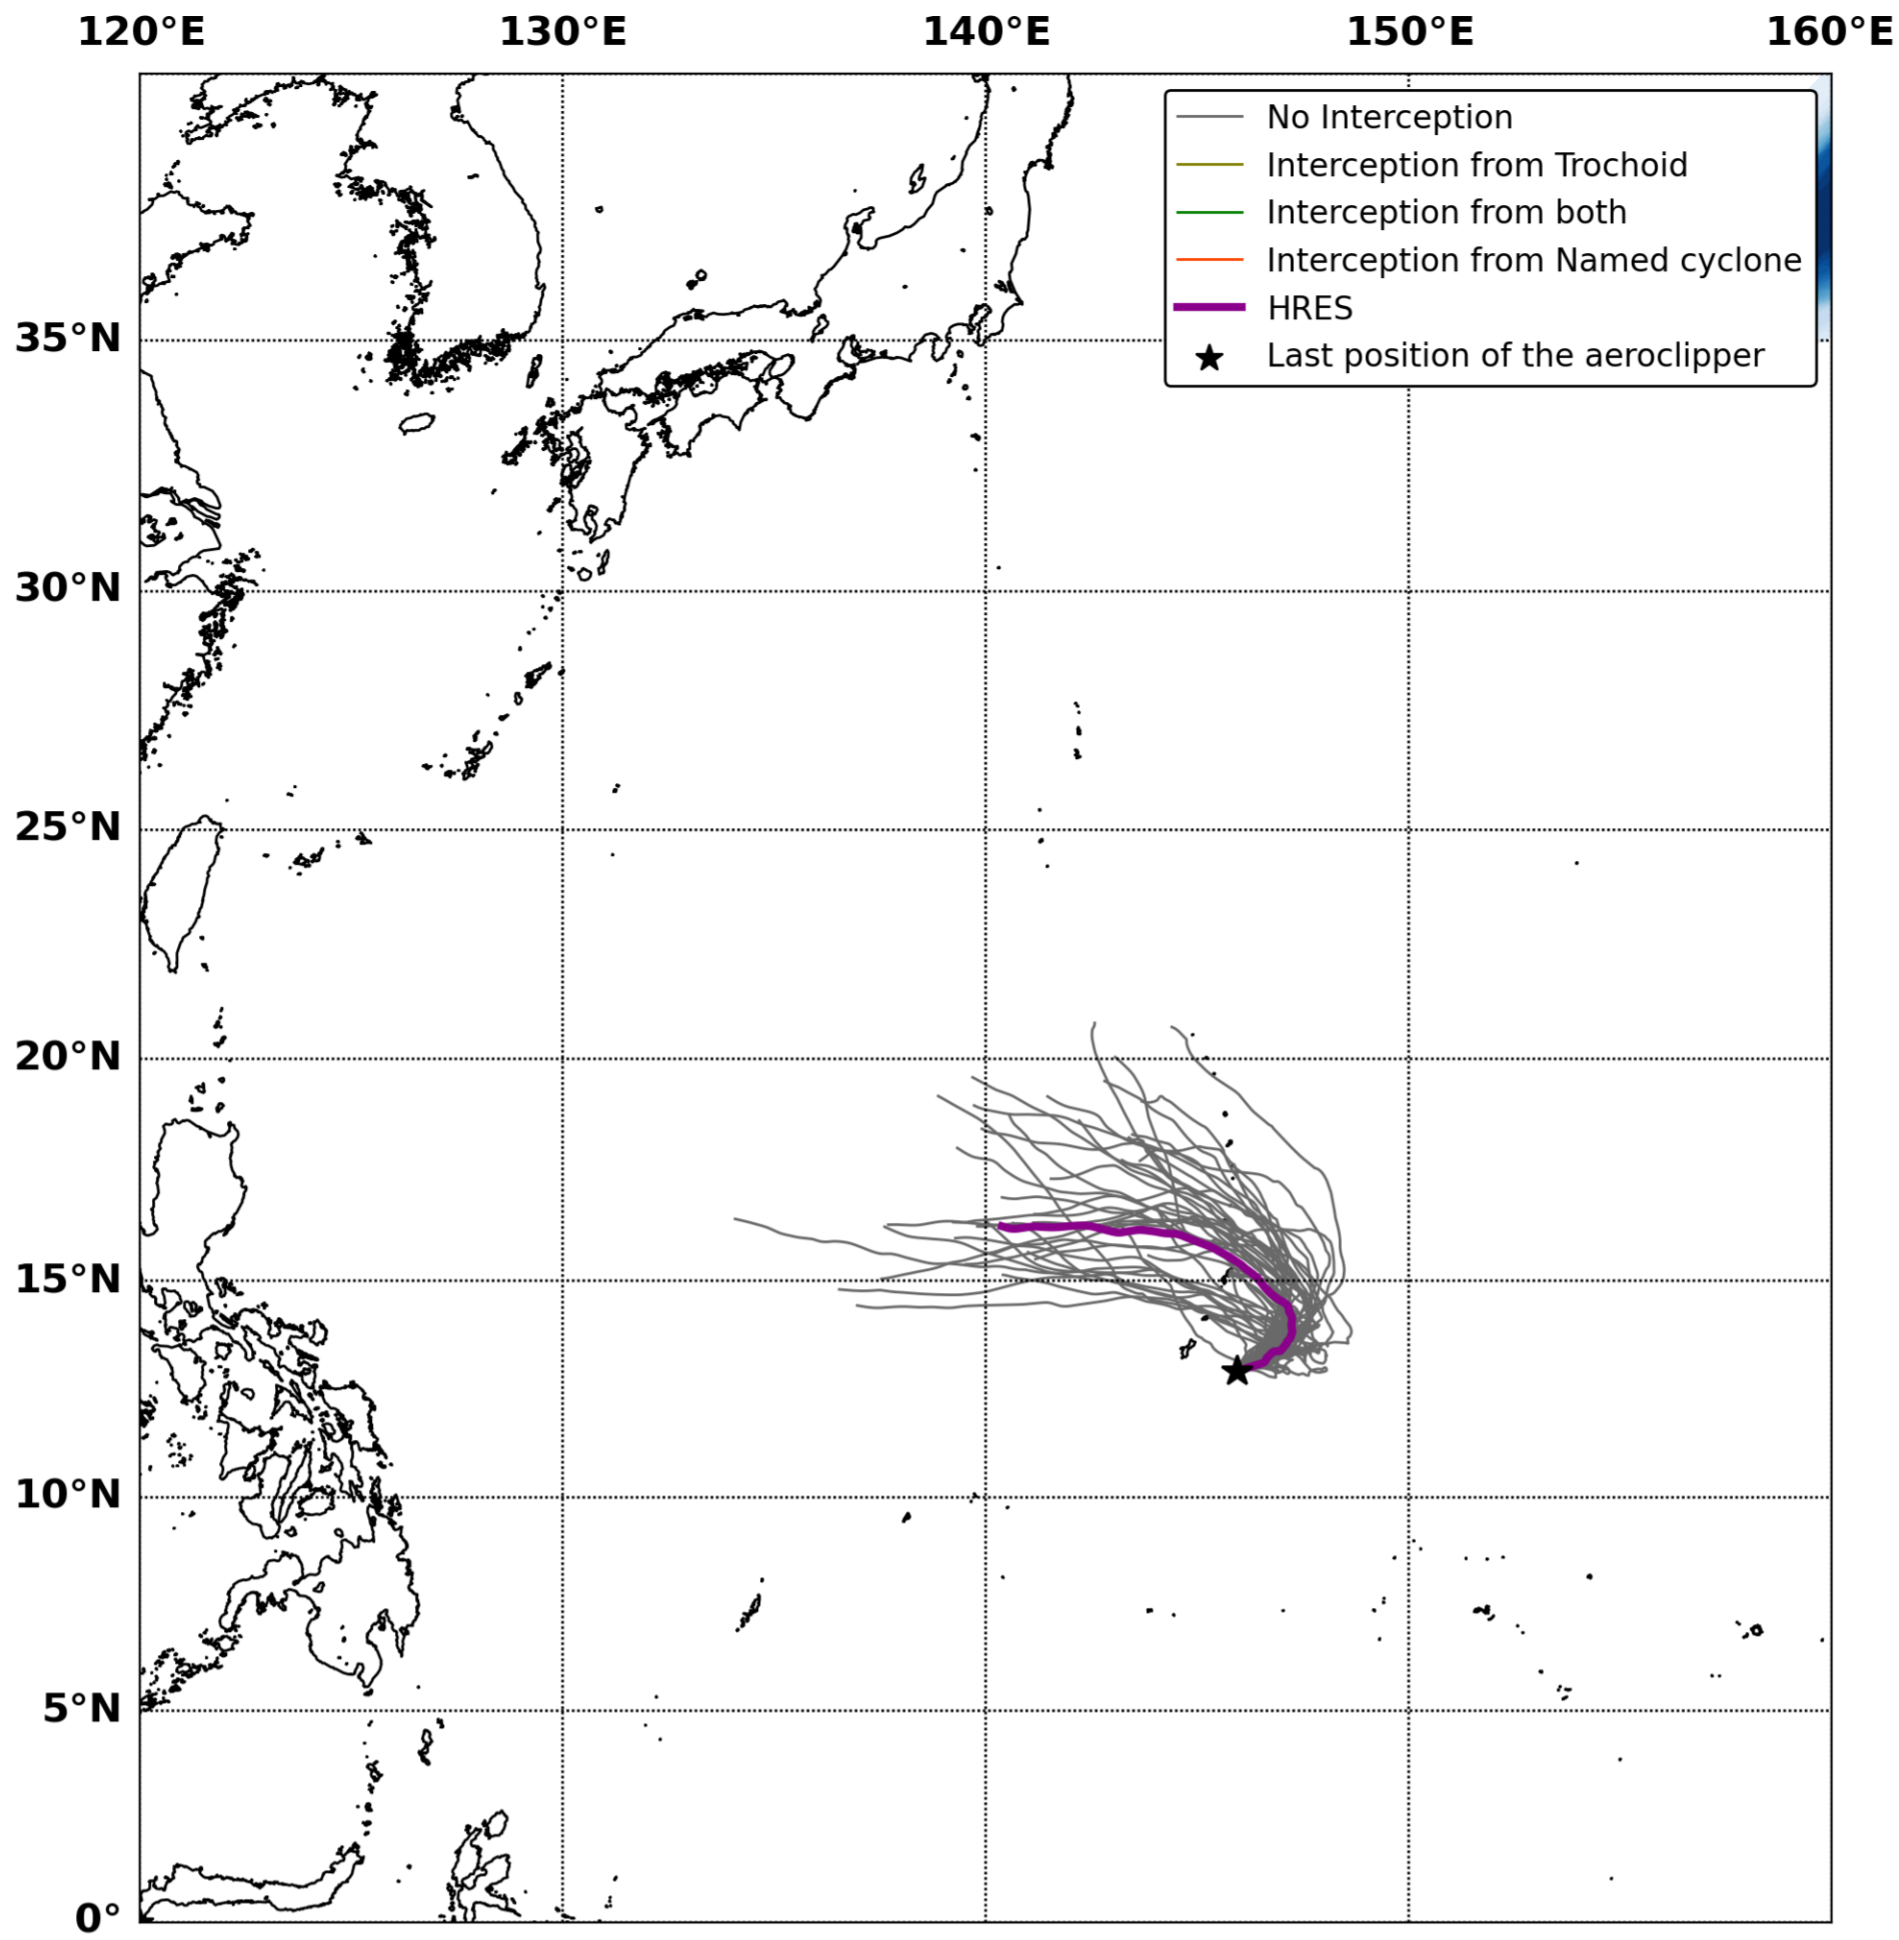 120°E 130°E 140°E 150°E 160°E
No Interception
Interception from Trochoid
Interception from both
Interception from Named cyclone
HRES
Last position of the aeroclipper
35°N
30°N
25°N
20°N
15°N
10°N
5°N
0°